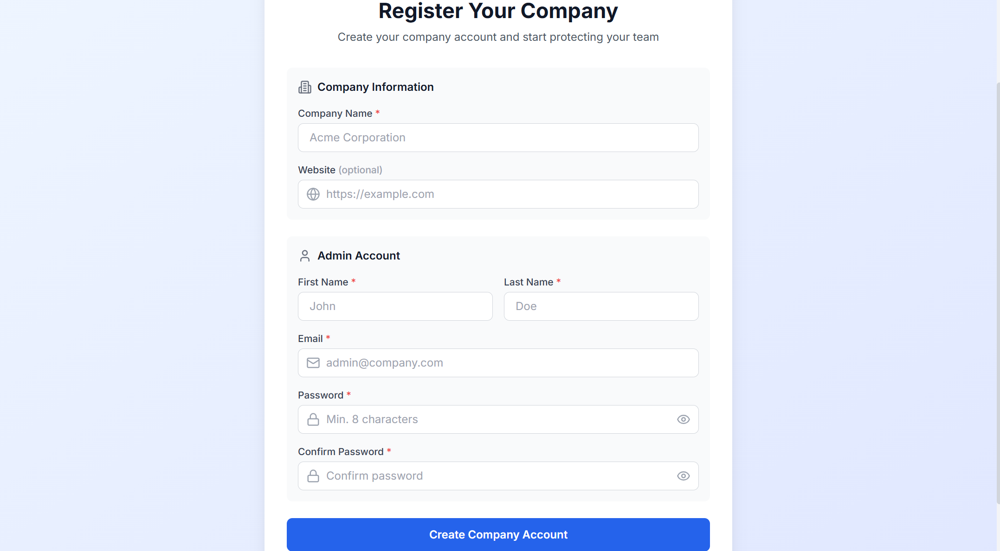 Register Your Company
Create your company account and start protecting your team
Company Information
Company Name *
Acme Corporation
Website (optional)
https://example.com
Admin Account
First Name *
Last Name *
John
Doe
Email *
admin@company.com
Password *
Min. 8 characters
Confirm Password *
Confirm password
Create Company Account